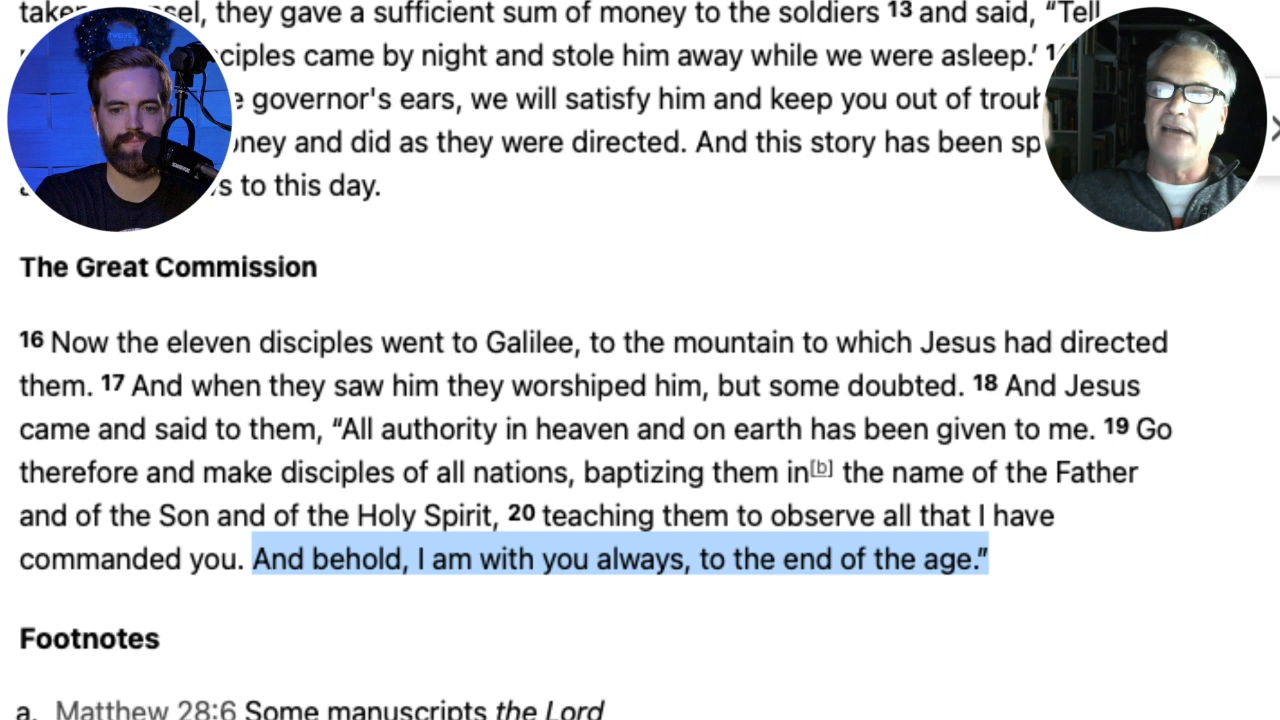 taken sel, they gave a sufficient sum of money to the soldiers 13 and said, “Tell
ciples came by night and stole him away while we were asleep.’
governor's ears, we will satisfy him and keep you out of
and did as they were directed. And this story has been
to this day.
The Great Commission
16 Now the eleven disciples went to Galilee, to the mountain to which Jesus had directed
them. 17 And when they saw him they worshiped him, but some doubted. 18 And Jesus
came and said to them, “All authority in heaven and on earth has been given to me. 19 Go
therefore and make disciples of all nations, baptizing them in[b] the name of the Father
and of the Son and of the Holy Spirit, 20 teaching them to observe all that I have
commanded you. And behold, I am with you always, to the end of the age.”
Footnotes
a. Matthew 28:6 Some manuscripts the Lord